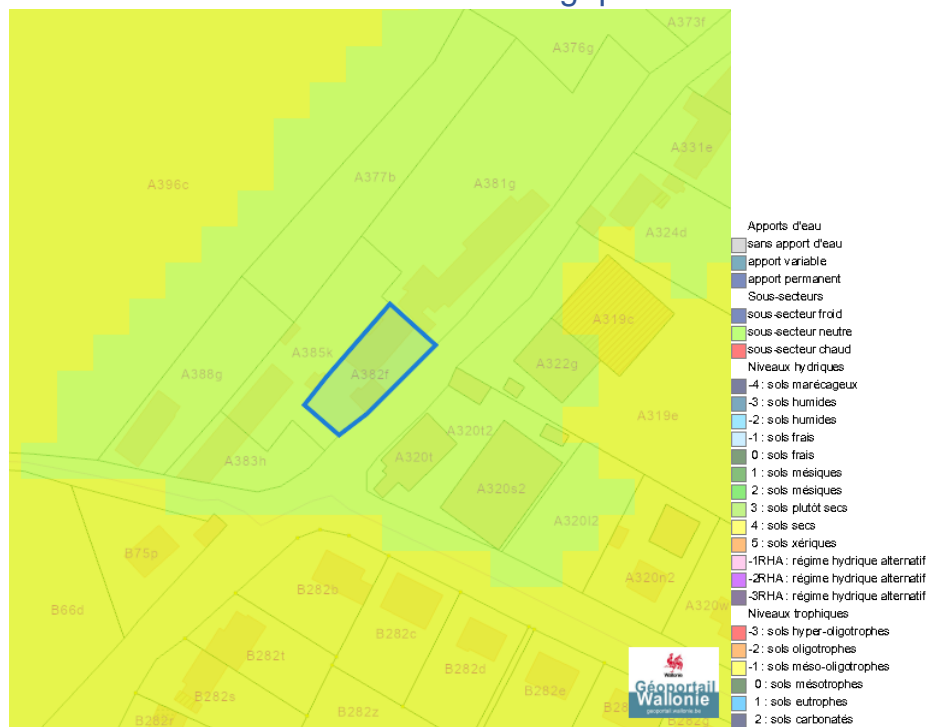 A373f
A376g
A331e
A377b
A381g
A396c
A324d
A319c
A385k
A322g
A388g
A382f
A319e
A320t2
A320t
A383h
A320s2
A320l2
B75p
A320n2
B282b
B66d
A320w
B282c
B282t
B282d
B282s
B282e
B282z
B282r
Wallonie
Géoportail
Wallonie
geoportail.wallonie.be
Apports d'eau
sans apport d'eau
apport variable
apport permanent
Sous-secteurs
sous-secteur froid
sous-secteur neutre
sous-secteur chaud
Niveaux hydriques
-4 : sols marécageux
-3 : sols humides
-2 : sols humides
-1 : sols frais
0 : sols frais
1 : sols mésiques
2 : sols mésiques
3 : sols plutôt secs
4 : sols secs
5 : sols xériques
-1RHA : régime hydrique alternatif
-2RHA : régime hydrique alternatif
-3RHA : régime hydrique alternatif
Niveaux trophiques
-3 : sols hyper-oligotrophes
-2 : sols oligotrophes
-1 : sols méso-oligotrophes
0 : sols mésotrophes
1 : sols eutrophes
2 : sols carbonatés